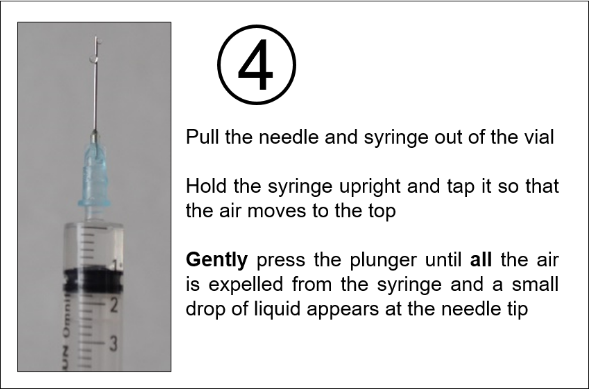 4
Pull the needle and syringe out of the vial
Hold the syringe upright and tap it so that
the air moves to the top
Gently press the plunger until all the air
is expelled from the syringe and a small
drop of liquid appears at the needle tip
1
2
3